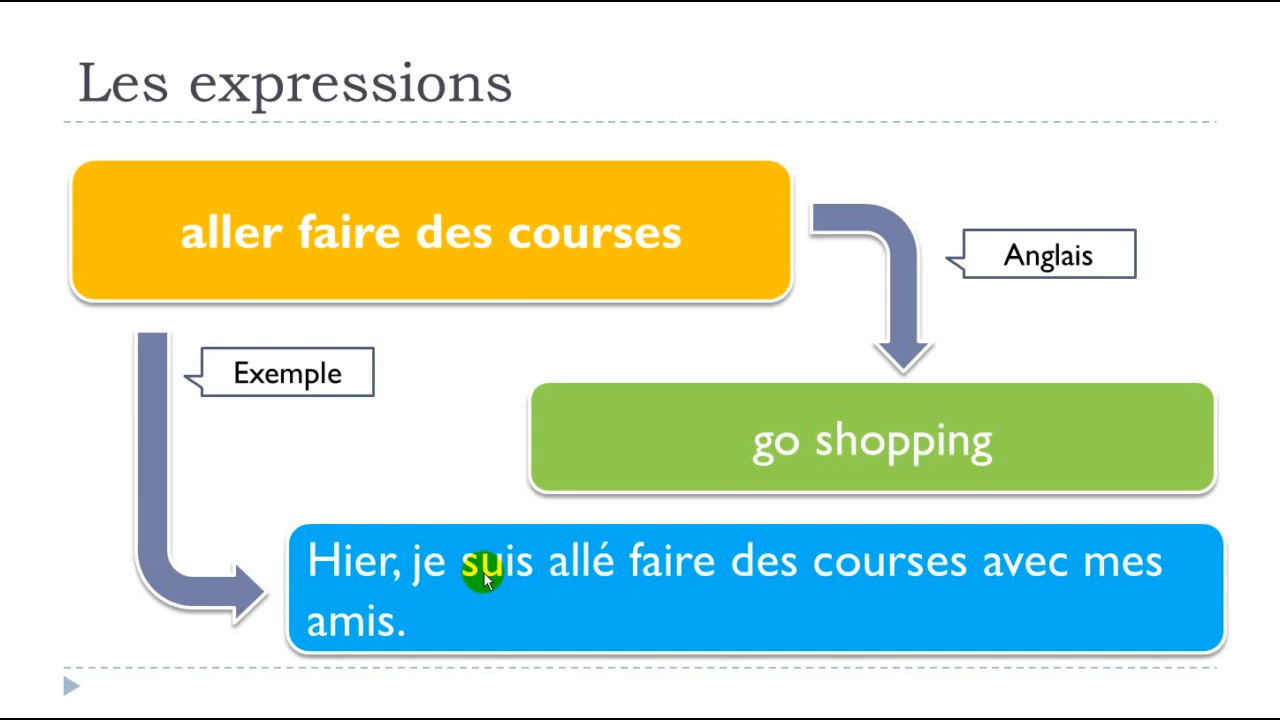 Les expressions
aller faire des courses
Anglais
Exemple
go shopping
Hier, je suis allé faire des courses avec mes
amis.